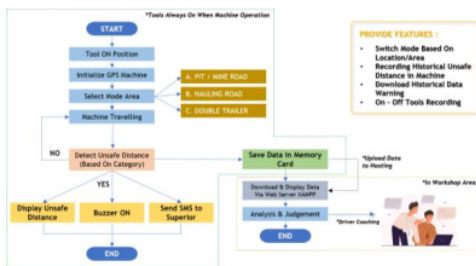 *Tools Always On When Machine Operation
START
Tool ON Position
Initialize GPS Machine
Select Mode Area
Machine Travelling
A. PIT / MINE ROAD
B. HAULING ROAD
C. DOUBLE TRAILER
NO
Detect Unsafe Distance
(Based On Category)
YES
Display Unsafe
Distance
Buzzer ON
Send SMS to
Superior
END
Save Data In Memory
Card
*Upload Data
to Hosting
Download & Display Data
Via Web Server XAMPP
Analysis & Judgement
*Driver Coaching
END
*In Workshop Area
PROVIDE FEATURES :
• Switch Mode Based On
Location/Area
• Recording Historical Unsafe
Distance In Machine
• Download Historical Data
Warning
• On - Off Tools Recording